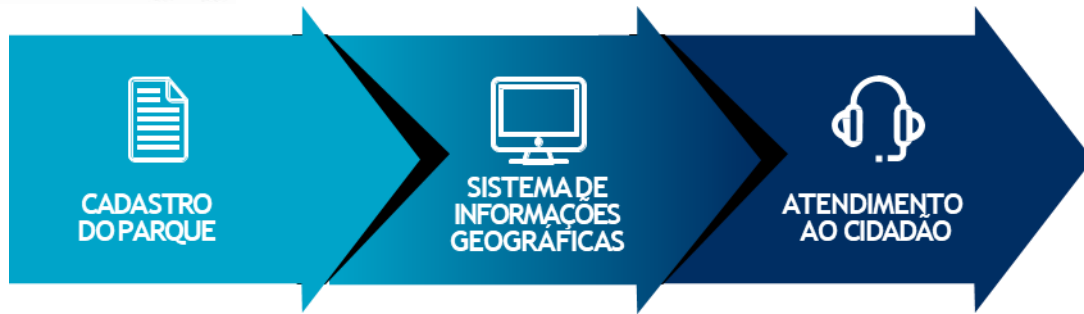 CADASTRO
DO PARQUE
SISTEMA DE
INFORMAÇÕES
GEOGRÁFICAS
ATENDIMENTO
AO CIDADÃO